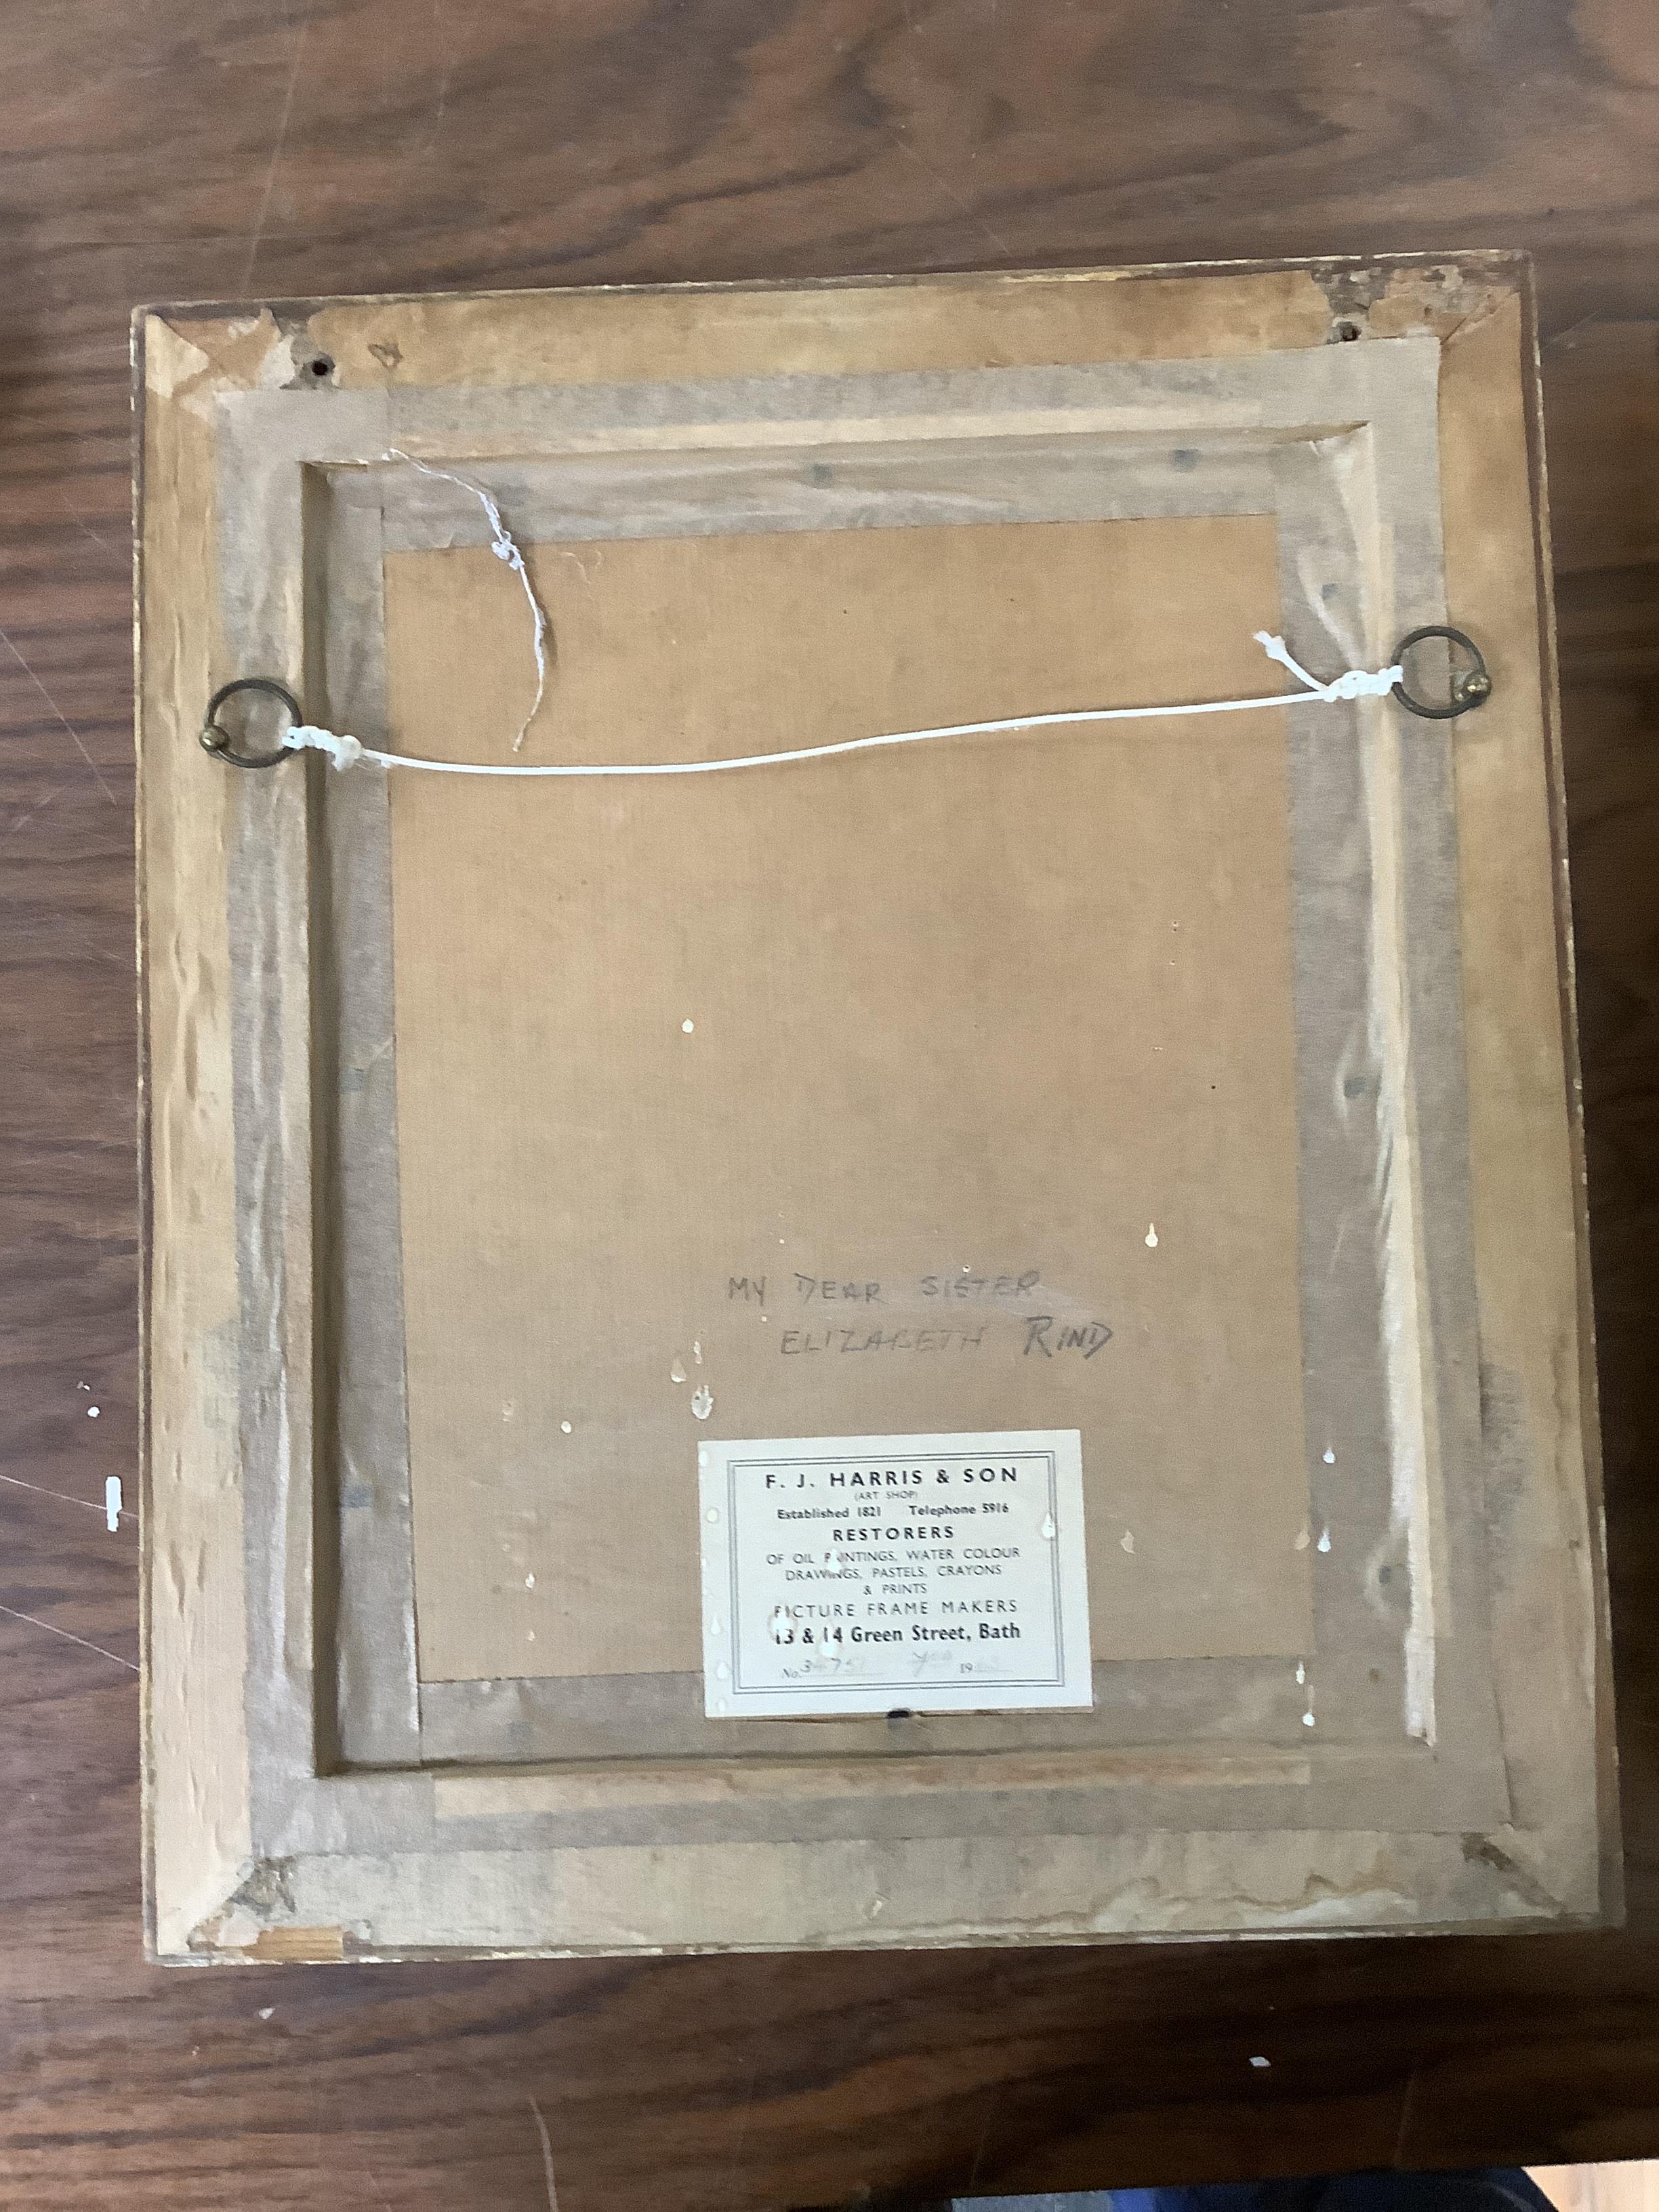 MY DEAR SISTER
ELIZABETH RIND
F. J. HARRIS & SON
(ART SHOP)
Established 1821 Telephone 5916
RESTORERS
OF OIL PAINTINGS, WATER COLOUR
DRAWINGS, PASTELS, CRAYONS
& PRINTS
PICTURE FRAME MAKERS
13 & 14 Green Street, Bath
No. 19